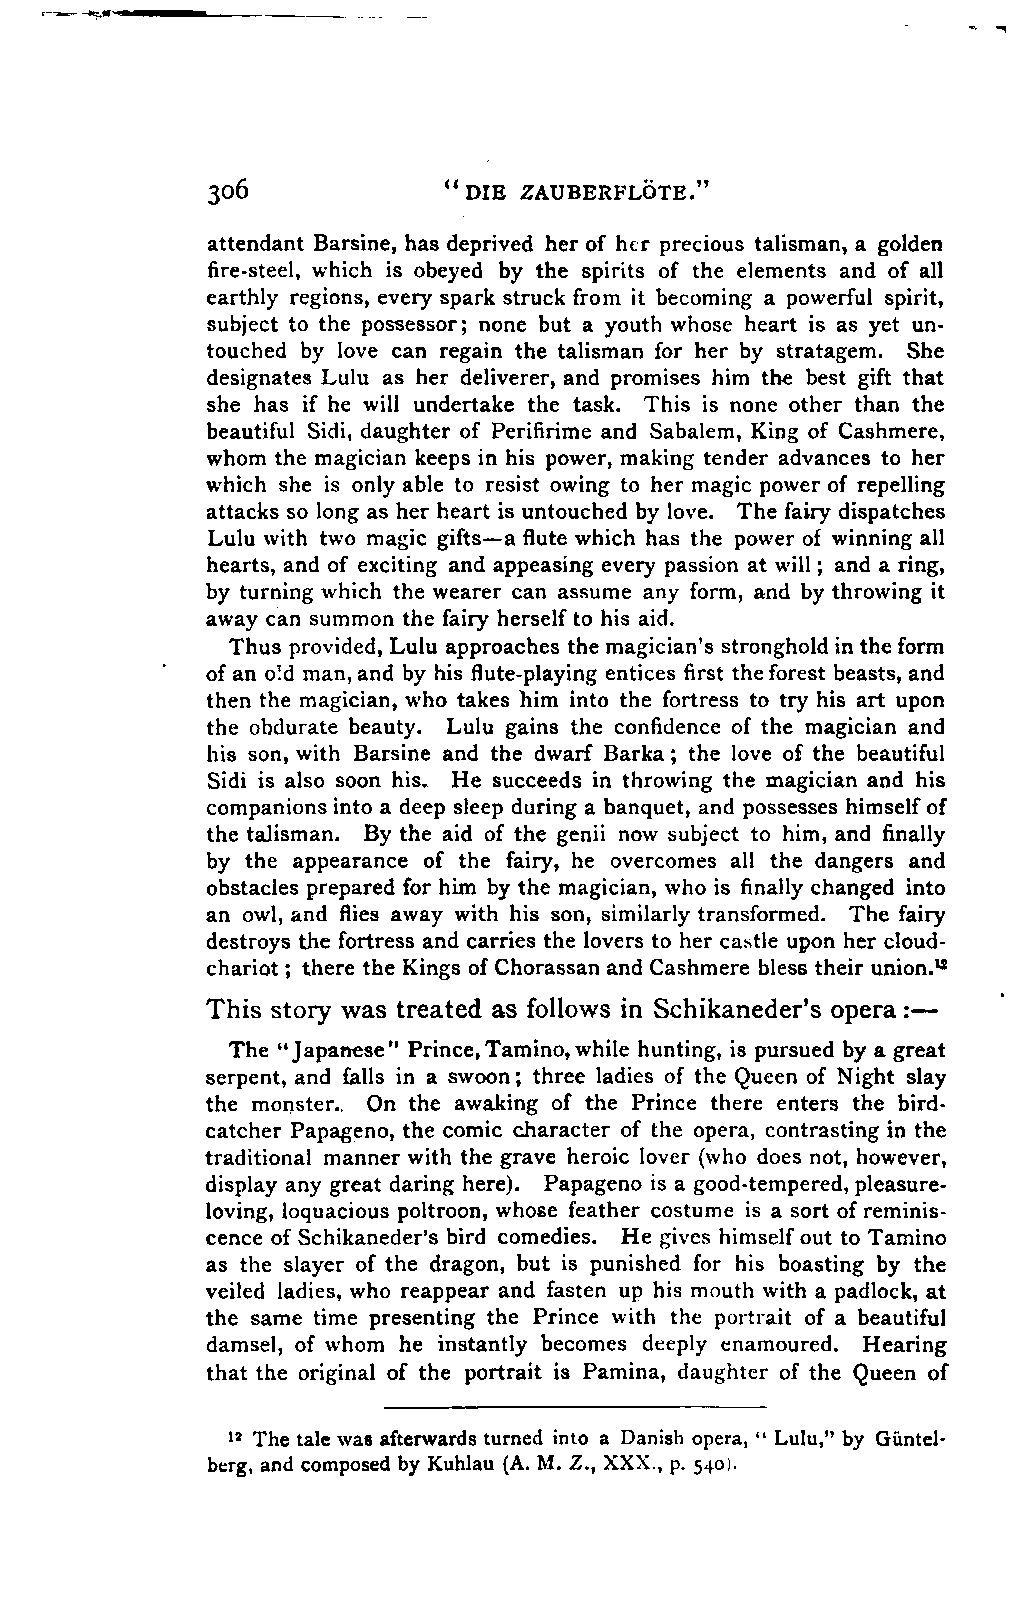 306 "DIE ZAUBERFLÖTE."
attendant Barsine, has deprived her of her precious talisman, a golden
fire-steel, which is obeyed by the spirits of the elements and of all
earthly regions, every spark struck from it becoming a powerful spirit,
subject to the possessor; none but a youth whose heart is as yet un-
touched by love can regain the talisman for her by stratagem. She
designates Lulu as her deliverer, and promises him the best gift that
she has if he will undertake the task. This is none other than the
beautiful Sidi, daughter of Perifirime and Sabalem, King of Cashmere,
whom the magician keeps in his power, making tender advances to her
which she is only able to resist owing to her magic power of repelling
attacks so long as her heart is untouched by love. The fairy dispatches
Lulu with two magic gifts—a flute which has the power of winning all
hearts, and of exciting and appeasing every passion at will; and a ring,
by turning which the wearer can assume any form, and by throwing it
away can summon the fairy herself to his aid.
Thus provided, Lulu approaches the magician's stronghold in the form
of an old man, and by his flute-playing entices first the forest beasts, and
then the magician, who takes him into the fortress to try his art upon
the obdurate beauty. Lulu gains the confidence of the magician and
his son, with Barsine and the dwarf Barka; the love of the beautiful
Sidi is also soon his. He succeeds in throwing the magician and his
companions into a deep sleep during a banquet, and possesses himself of
the talisman. By the aid of the genii now subject to him, and finally
by the appearance of the fairy, he overcomes all the dangers and
obstacles prepared for him by the magician, who is finally changed into
an owl, and flies away with his son, similarly transformed. The fairy
destroys the fortress and carries the lovers to her castle upon her cloud-
chariot; there the Kings of Chorassan and Cashmere bless their union.¹²
This story was treated as follows in Schikaneder's opera:—
The "Japanese" Prince, Tamino, while hunting, is pursued by a great
serpent, and falls in a swoon; three ladies of the Queen of Night slay
the monster. On the awaking of the Prince there enters the bird-
catcher Papageno, the comic character of the opera, contrasting in the
traditional manner with the grave heroic lover (who does not, however,
display any great daring here). Papageno is a good-tempered, pleasure-
loving, loquacious poltroon, whose feather costume is a sort of reminis-
cence of Schikaneder's bird comedies. He gives himself out to Tamino
as the slayer of the dragon, but is punished for his boasting by the
veiled ladies, who reappear and fasten up his mouth with a padlock, at
the same time presenting the Prince with the portrait of a beautiful
damsel, of whom he instantly becomes deeply enamoured. Hearing
that the original of the portrait is Pamina, daughter of the Queen of
¹² The tale was afterwards turned into a Danish opera, "Lulu," by Güntel-
berg, and composed by Kuhlau (A. M. Z., XXX., p. 540).